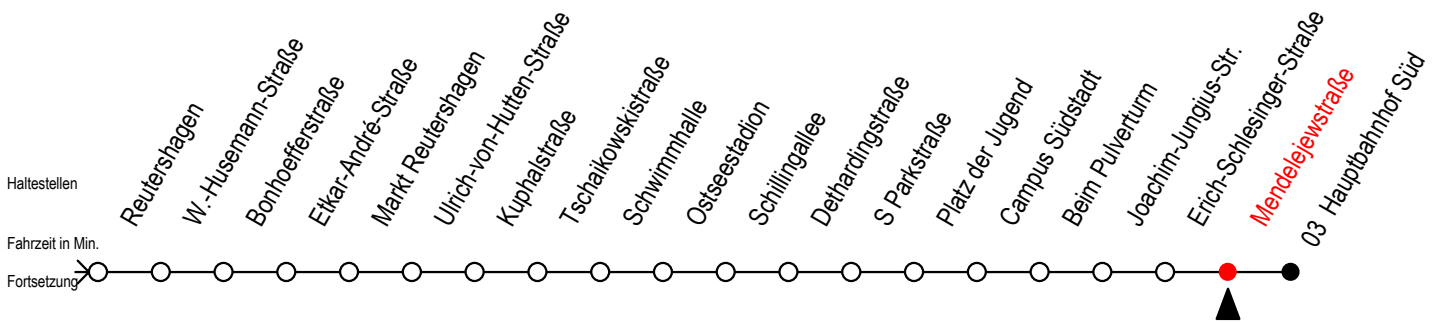 Haltestellen
Reutershagen
W.-Husemann-Straße
Bonhoefferstraße
Etkar-André-Straße
Markt Reutershagen
Ulrich-von-Hutten-Straße
Kuphalstraße
Tschaikowskistraße
Schwimmhalle
Ostseestadion
Schillingallee
Dethardingstraße
S Parkstraße
Platz der Jugend
Campus Südstadt
Beim Pulverturm
Joachim-Jungius-Str.
Erich-Schlesinger-Straße
Mendelejewstraße
03 Hauptbahnhof Süd
Fahrzeit in Min.
Fortsetzung